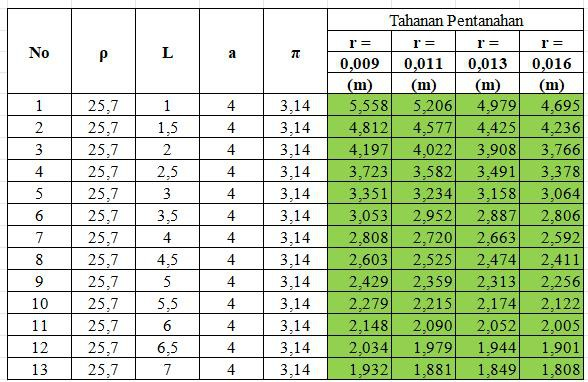 No ρ L a π Tahanan Pentanahan
r = 0,009 (m) r = 0,011 (m) r = 0,013 (m) r = 0,016 (m)
1 25,7 1 4 3,14 5,558 5,206 4,979 4,695
2 25,7 1,5 4 3,14 4,812 4,577 4,425 4,236
3 25,7 2 4 3,14 4,197 4,022 3,908 3,766
4 25,7 2,5 4 3,14 3,723 3,582 3,491 3,378
5 25,7 3 4 3,14 3,351 3,234 3,158 3,064
6 25,7 3,5 4 3,14 3,053 2,952 2,887 2,806
7 25,7 4 4 3,14 2,808 2,720 2,663 2,592
8 25,7 4,5 4 3,14 2,603 2,525 2,474 2,411
9 25,7 5 4 3,14 2,429 2,359 2,313 2,256
10 25,7 5,5 4 3,14 2,279 2,215 2,174 2,122
11 25,7 6 4 3,14 2,148 2,090 2,052 2,005
12 25,7 6,5 4 3,14 2,034 1,979 1,944 1,901
13 25,7 7 4 3,14 1,932 1,881 1,849 1,808